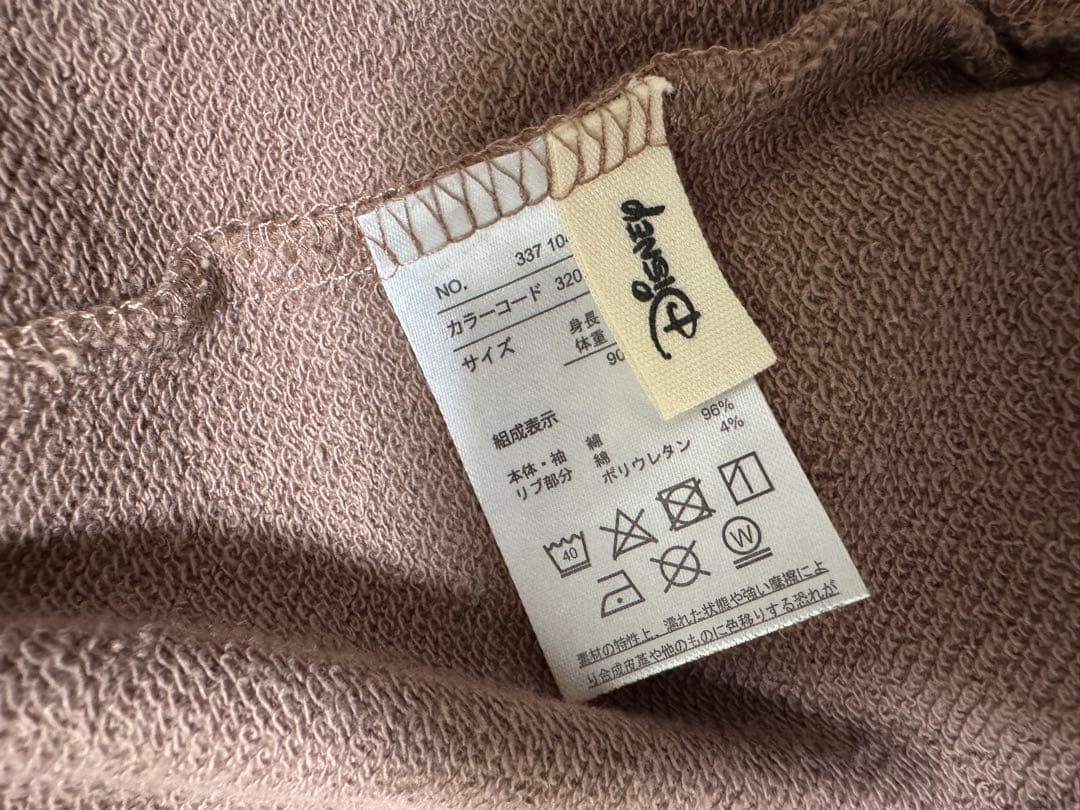 NO. 337 104
カラーコード 320
サイズ 身長
体重
90
組成表示
本体・袖 綿
リブ部分 綿 96%
ポリウレタン 4%
40
W
素材の特性上、濡れた状態や強い摩擦によ
り合成皮革や他のものに色移りする恐れが
Disney